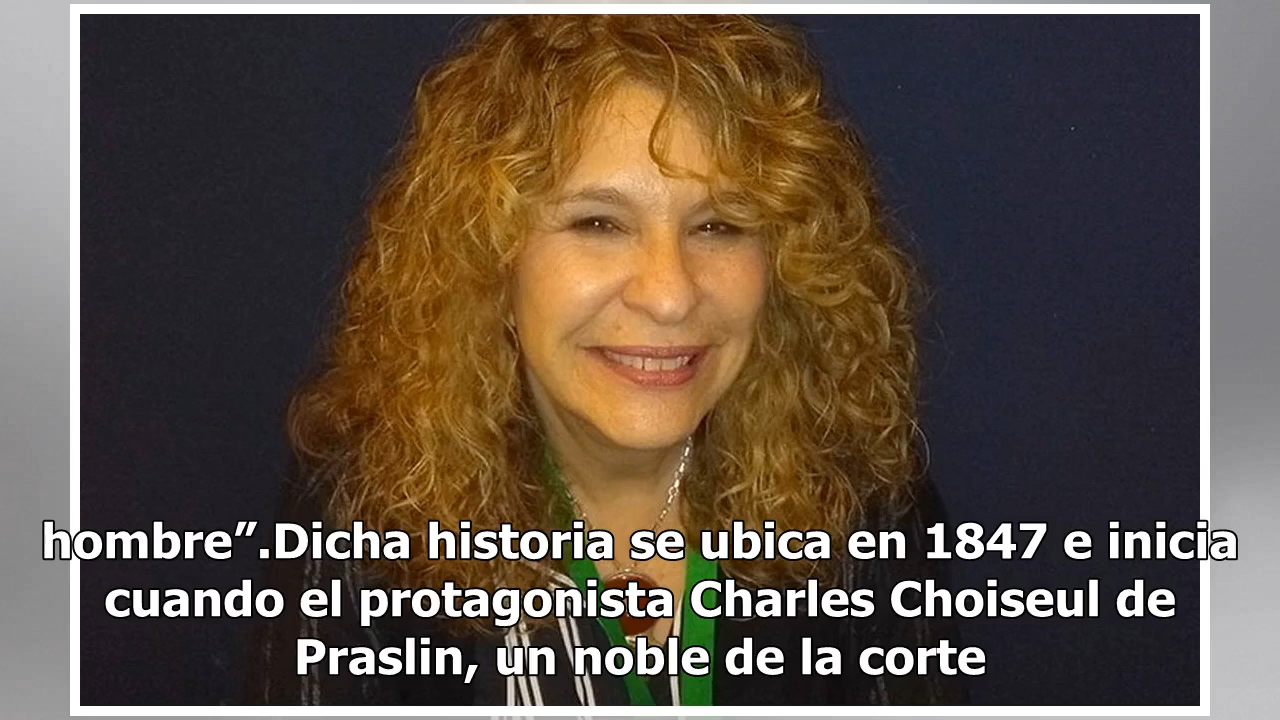 hombre”.Dicha historia se ubica en 1847 e inicia
cuando el protagonista Charles Choiseul de
Praslin, un noble de la corte